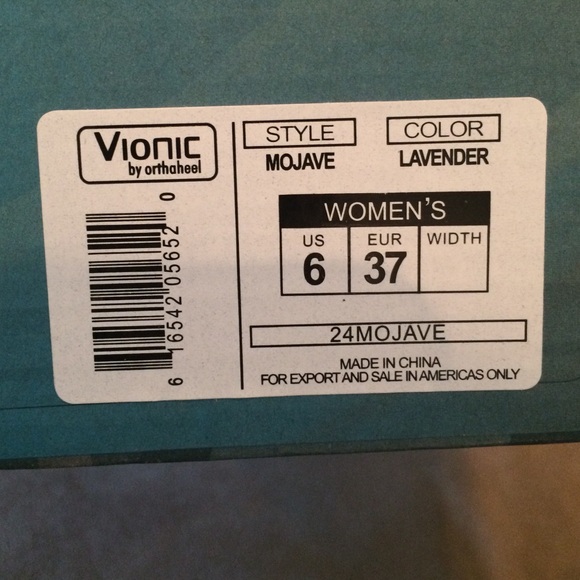 Vionic
by orthaheel
6 16542 05652 0
STYLE
MOJAVE
COLOR
LAVENDER
WOMEN'S
US EUR WIDTH
6 37
24MOJAVE
MADE IN CHINA
FOR EXPORT AND SALE IN AMERICAS ONLY